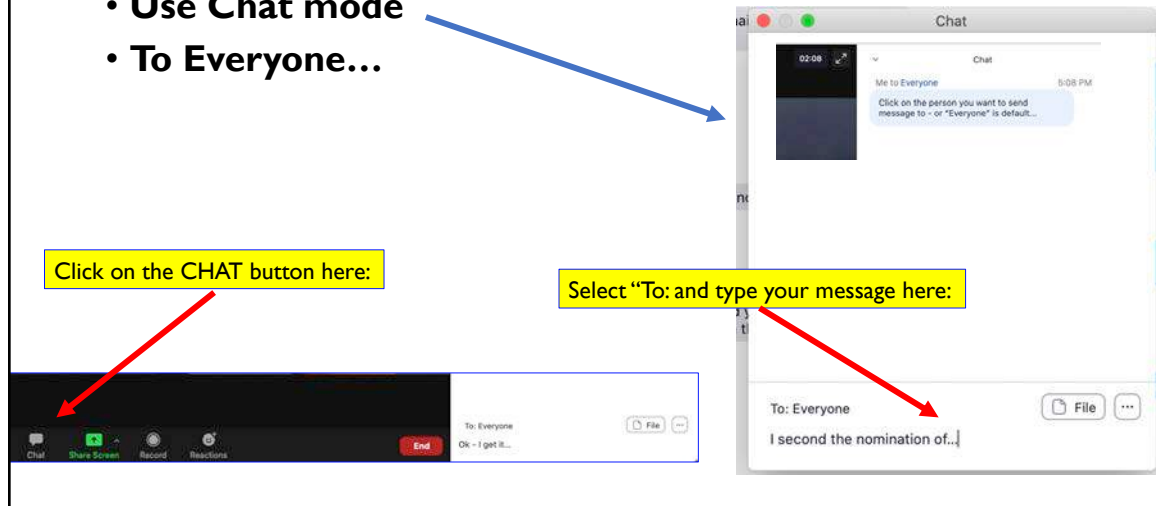 • Use Chat mode
• To Everyone…
Chat
02:08
Chat
Me to Everyone 5:08 PM
Click on the person you want to send
message to - or "Everyone" is default...
Click on the CHAT button here:
Select “To: and type your message here:
To: Everyone
File
Ok - I get it...
Chat
Share Screen
Record
Reactions
End
To: Everyone
File
I second the nomination of...